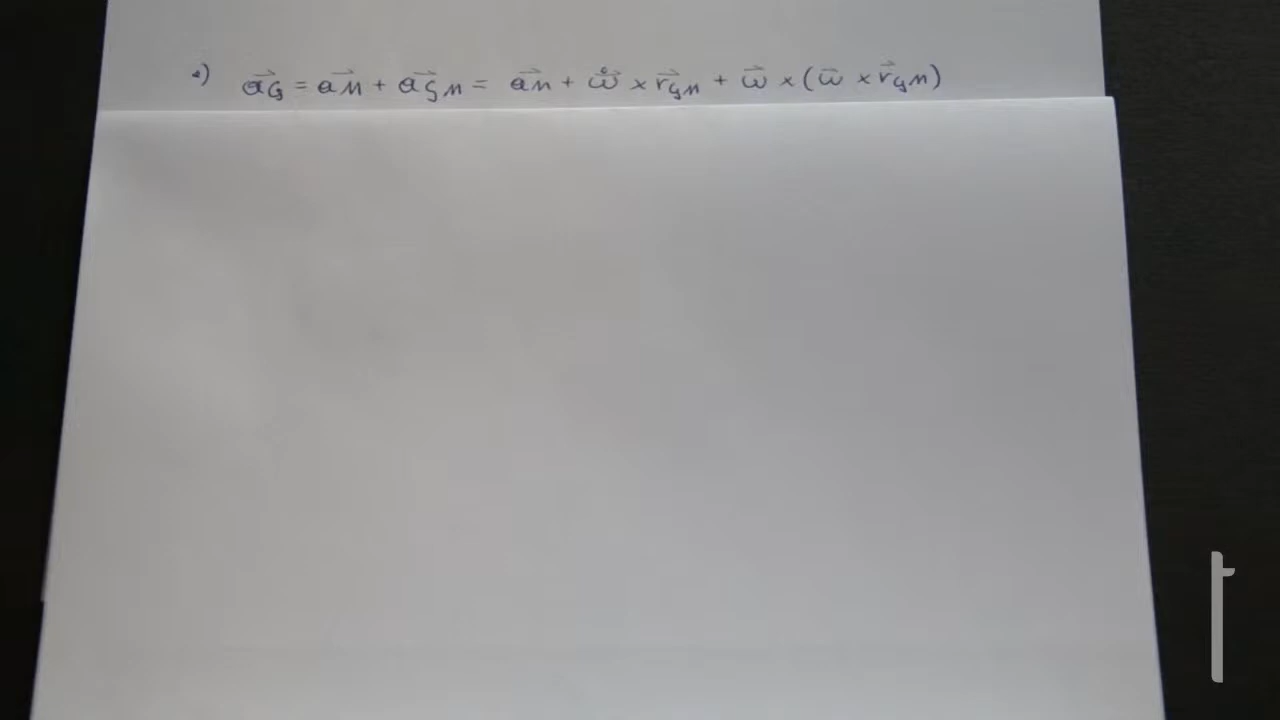 •) a⃗G = a⃗M + a⃗GM = a⃗M + ω̇⃗ × r⃗GM + ω⃗ × (ω⃗ × r⃗GM)